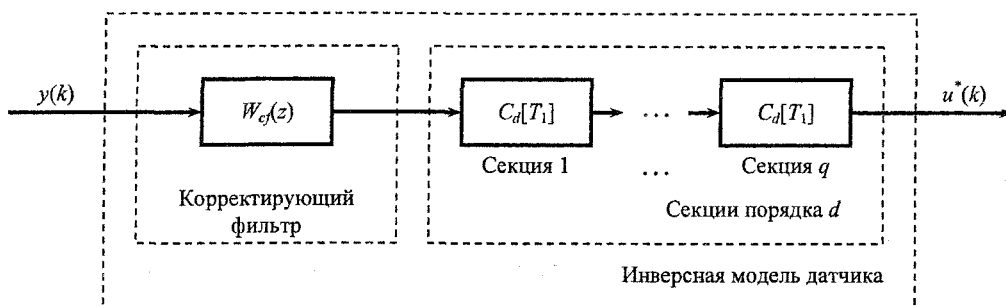 y(k)
W_cf(z)
C_d[T_1]
...
C_d[T_1]
u*(k)
Секция 1
...
Секция q
Корректирующий
фильтр
Секции порядка d
Инверсная модель датчика